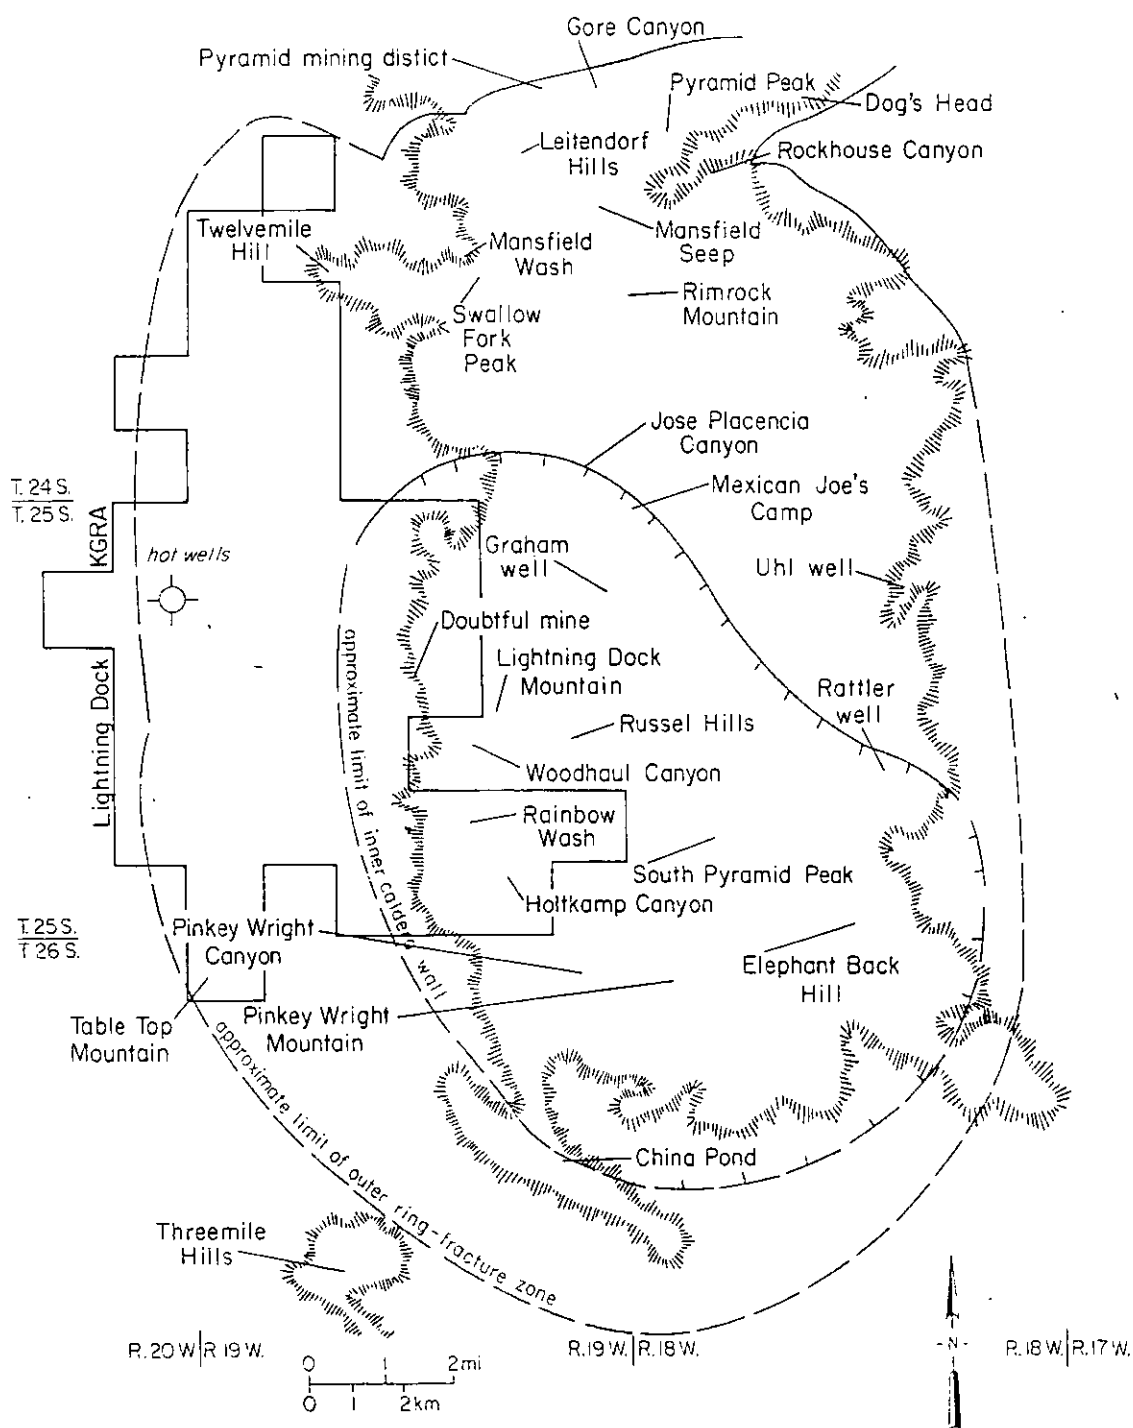 Gore Canyon
Pyramid mining distict
Pyramid Peak
Dog's Head
Leitendorf
Hills
Rockhouse Canyon
Twelvemile
Hill
Mansfield
Wash
Mansfield
Seep
Rimrock
Mountain
Swallow
Fork
Peak
Jose Placencia
Canyon
Mexican Joe's
Camp
T. 24 S.
T. 25 S.
KGRA
hot wells
Graham
well
Uhl well
Doubtful mine
Lightning Dock
Mountain
Lightning Dock
approximate limit of inner caldera wall
Rattler
well
Russel Hills
Woodhaul Canyon
Rainbow
Wash
South Pyramid Peak
Holtkamp Canyon
T. 25 S.
T 26 S.
Pinkey Wright
Canyon
Elephant Back
Hill
Table Top
Mountain
Pinkey Wright
Mountain
approximate limit of outer ring-fracture zone
China Pond
Threemile
Hills
R. 20 W. R 19 W.
R. 19 W. R. 18 W.
-N-
R. 18 W. R. 17 W.
0 1 2 mi
0 1 2 km